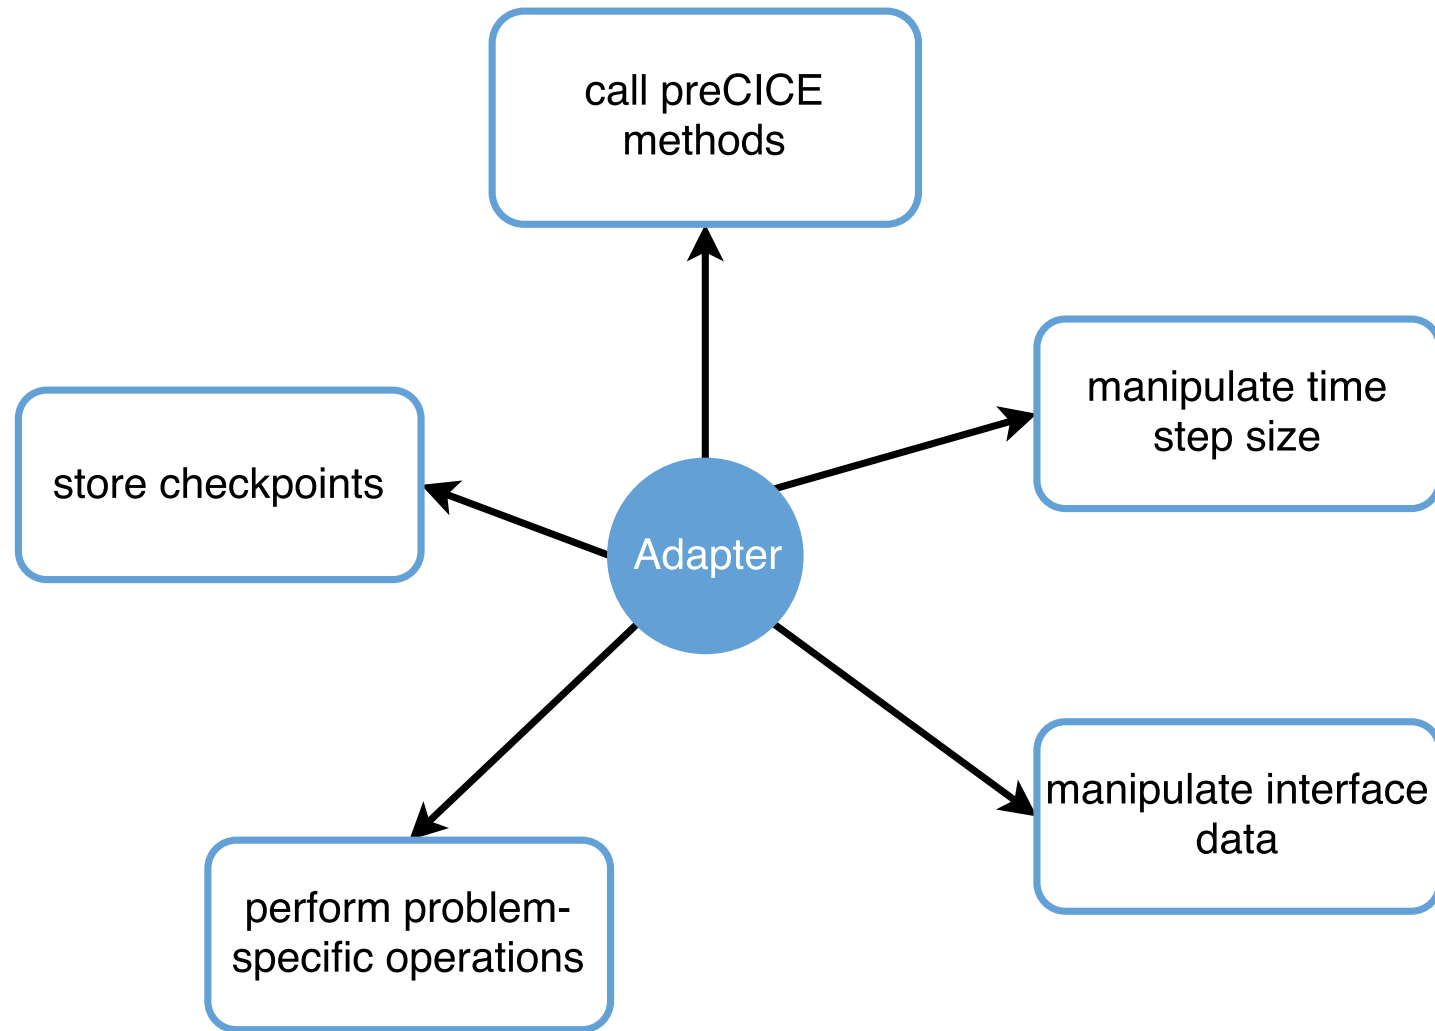 call preCICE
methods
manipulate time
step size
store checkpoints
Adapter
manipulate interface
data
perform problem-
specific operations